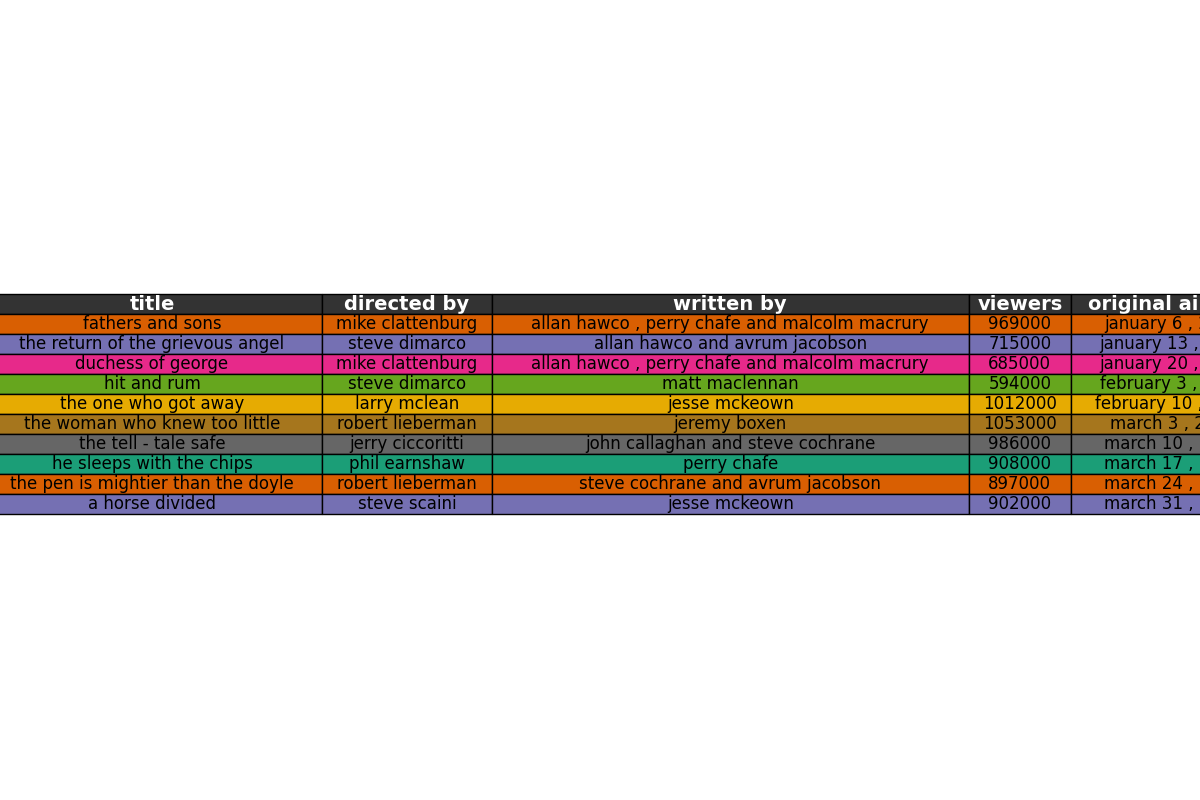 title directed by written by viewers original ai
fathers and sons mike clattenburg allan hawco , perry chafe and malcolm macrury 969000 january 6 ,
the return of the grievous angel steve dimarco allan hawco and avrum jacobson 715000 january 13 ,
duchess of george mike clattenburg allan hawco , perry chafe and malcolm macrury 685000 january 20 ,
hit and rum steve dimarco matt maclennan 594000 february 3 ,
the one who got away larry mclean jesse mckeown 1012000 february 10 ,
the woman who knew too little robert lieberman jeremy boxen 1053000 march 3 , 2
the tell - tale safe jerry ciccoritti john callaghan and steve cochrane 986000 march 10 ,
he sleeps with the chips phil earnshaw perry chafe 908000 march 17 ,
the pen is mightier than the doyle robert lieberman steve cochrane and avrum jacobson 897000 march 24 ,
a horse divided steve scaini jesse mckeown 902000 march 31 ,